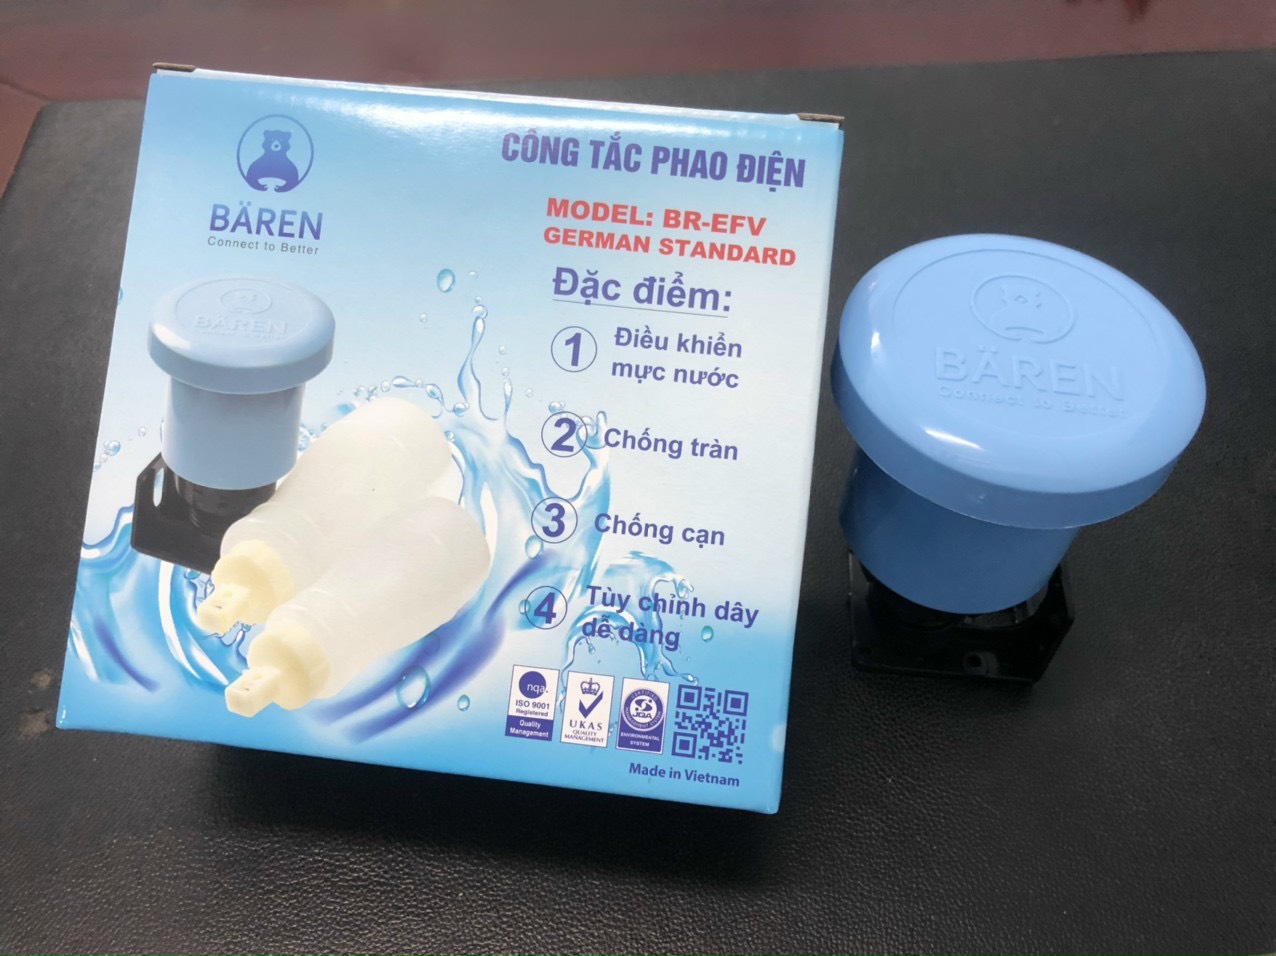 BÄREN
Connect to Better
CÔNG TẮC PHAO ĐIỆN
MODEL: BR-EFV
GERMAN STANDARD
Đặc điểm:
1 Điều khiển
mực nước
2 Chống tràn
3 Chống cạn
4 Tùy chỉnh dây
dễ dàng
BÄREN
nqa.
ISO 9001
Registered
Quality
Management
UKAS
QUALITY
MANAGEMENT
ENVIRONMENTAL
SYSTEM
Made in Vietnam
BÄREN
Connect to Better